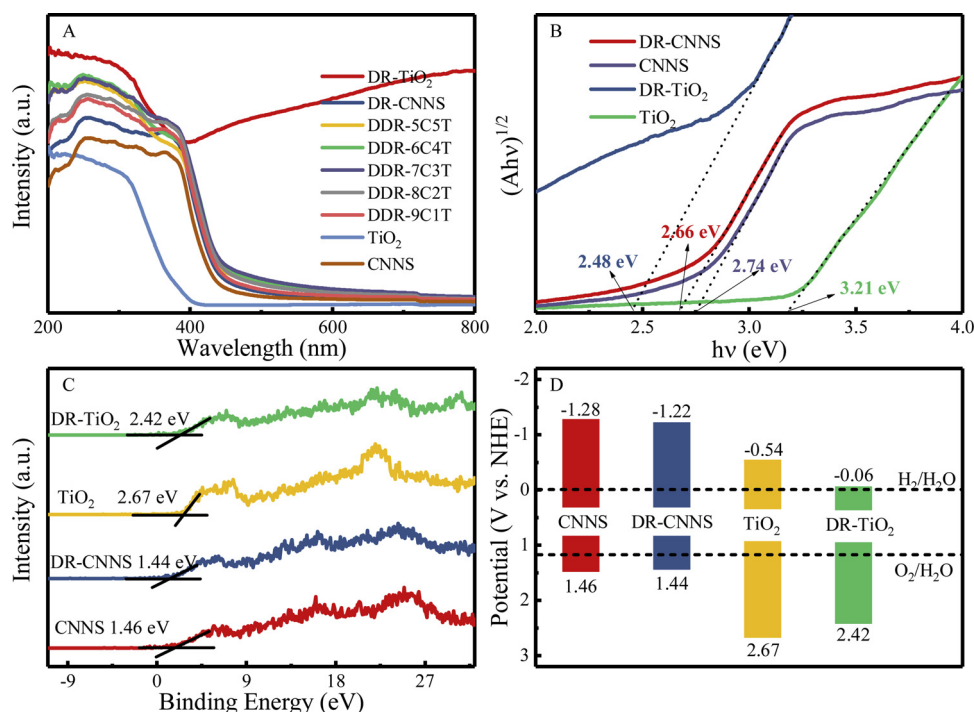 A
Intensity (a.u.)
DR-TiO₂
DR-CNNS
DDR-5C5T
DDR-6C4T
DDR-7C3T
DDR-8C2T
DDR-9C1T
TiO₂
CNNS
200 400 600 800
Wavelength (nm)
B
(Ahν)^1/2
DR-CNNS
CNNS
DR-TiO₂
TiO₂
2.66 eV
2.48 eV
2.74 eV
3.21 eV
2.0 2.5 3.0 3.5 4.0
hν (eV)
C
Intensity (a.u.)
DR-TiO₂ 2.42 eV
TiO₂ 2.67 eV
DR-CNNS 1.44 eV
CNNS 1.46 eV
-9 0 9 18 27
Binding Energy (eV)
D
Potential (V vs. NHE)
-2
-1
0
1
2
3
-1.28
-1.22
-0.54
-0.06
H₂/H₂O
CNNS DR-CNNS TiO₂ DR-TiO₂
O₂/H₂O
1.46
1.44
2.42
2.67